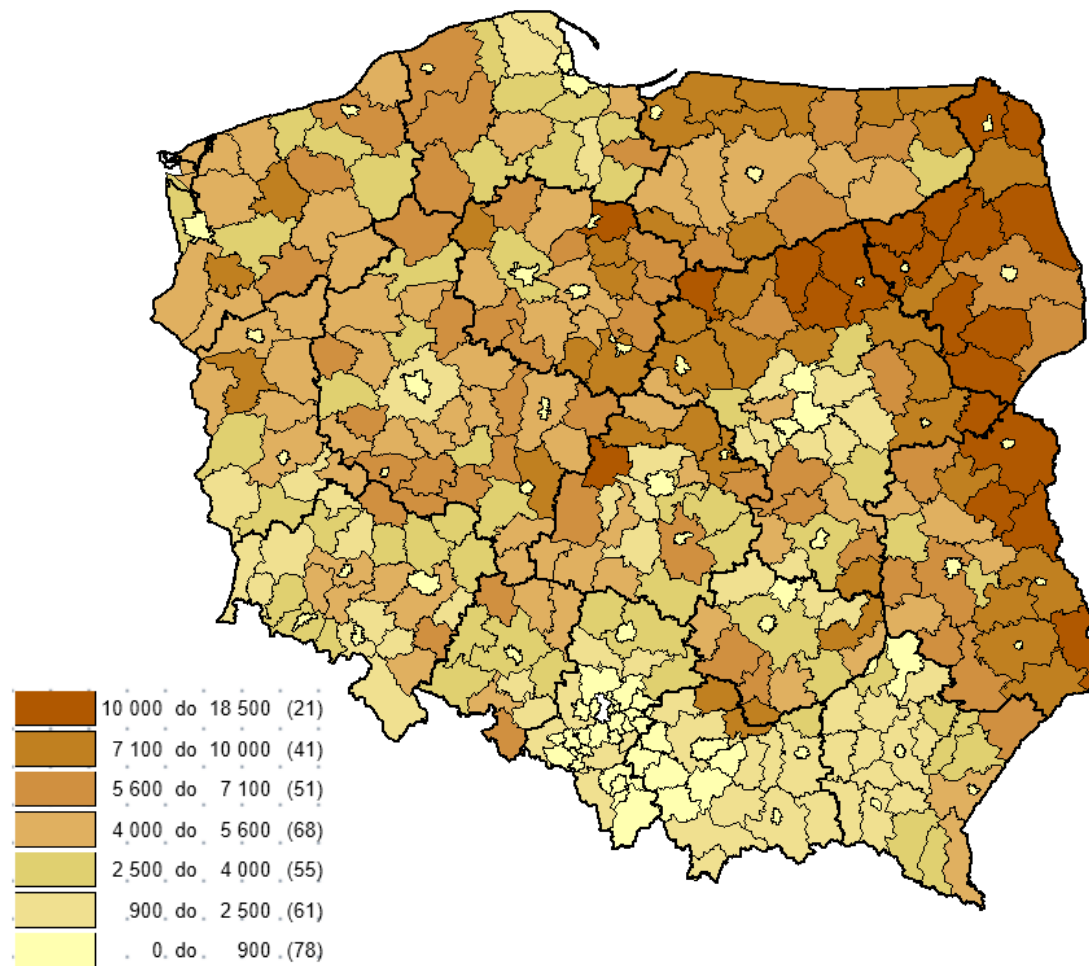 10 000 do 18 500 (21)
7 100 do 10 000 (41)
5 600 do 7 100 (51)
4 000 do 5 600 (68)
2 500 do 4 000 (55)
900 do 2 500 (61)
0 do 900 (78)